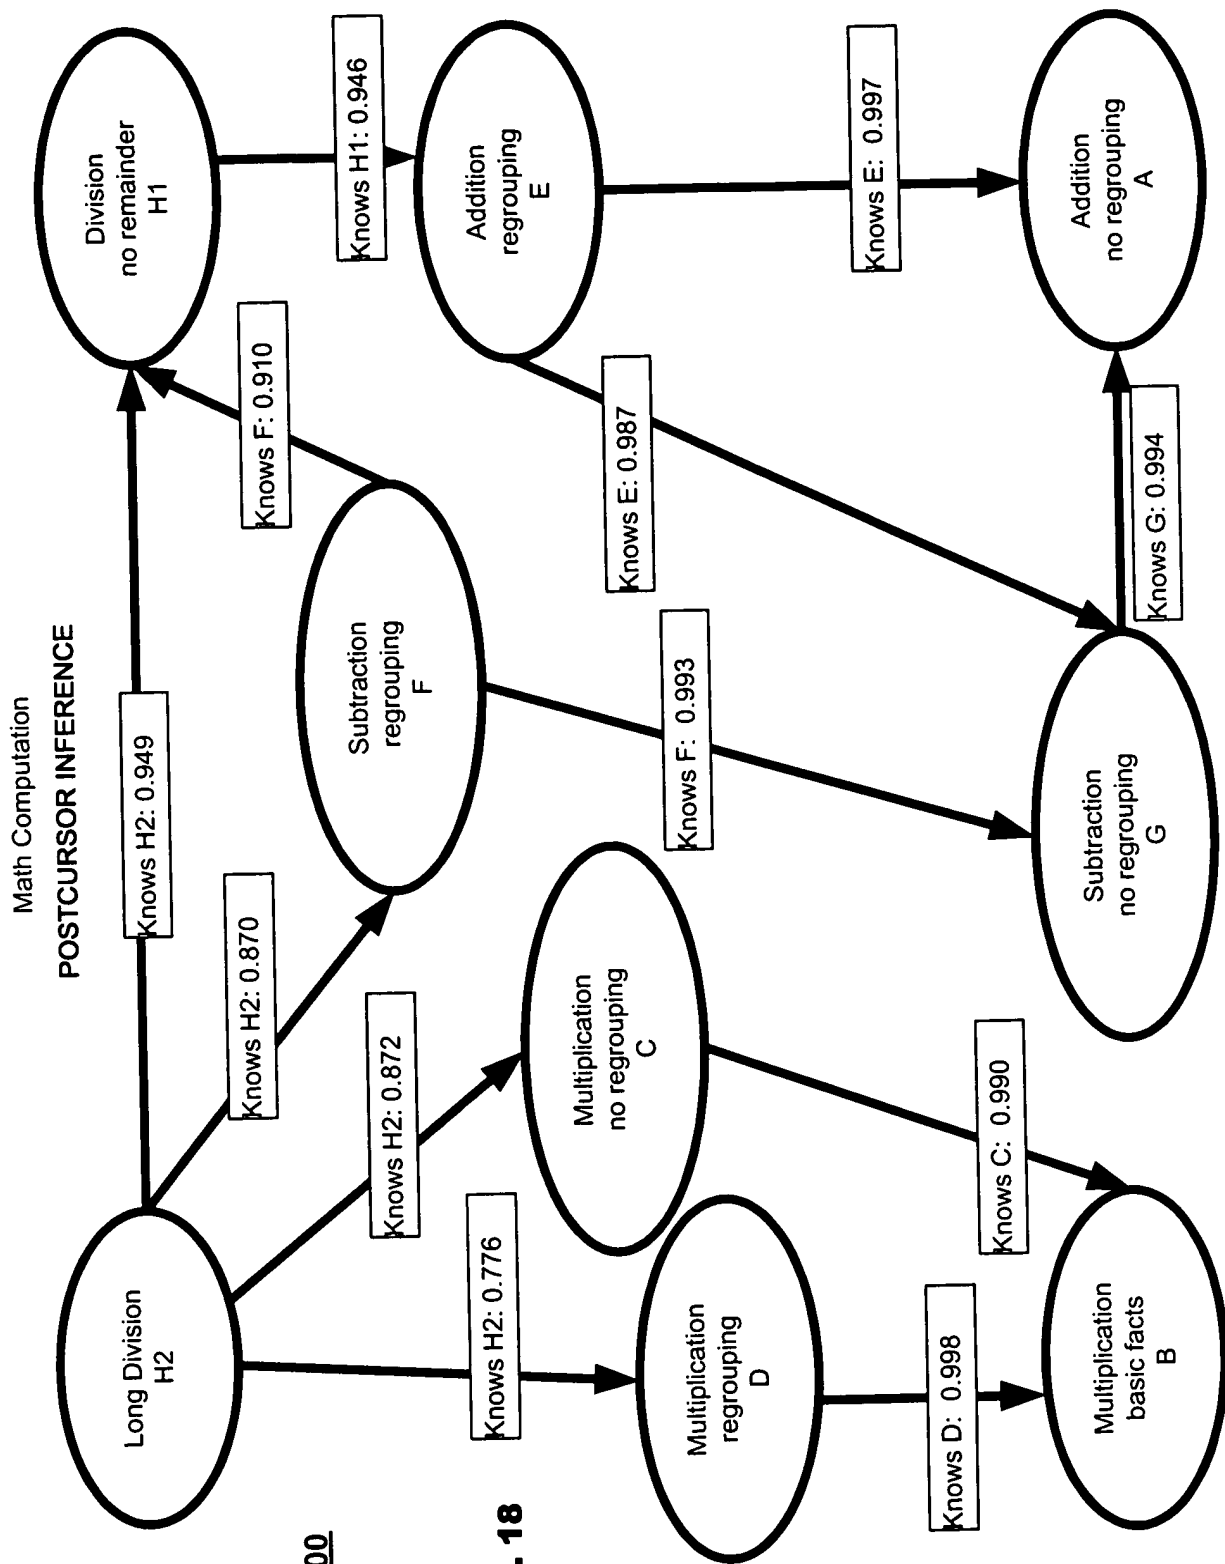 Math Computation
POSTCURSOR INFERENCE
Long Division
H2
Knows H2: 0.949
Division
no remainder
H1
Knows H2: 0.870
Knows F: 0.910
Knows H1: 0.946
Subtraction
regrouping
F
Knows H2: 0.872
Addition
regrouping
E
Knows H2: 0.776
Multiplication
no regrouping
C
Knows F: 0.993
Knows E: 0.987
Multiplication
regrouping
D
Knows E: 0.997
Knows D: 0.998
Knows C: 0.990
Multiplication
basic facts
B
Subtraction
no regrouping
G
Knows G: 0.994
Addition
no regrouping
A
00
. 18